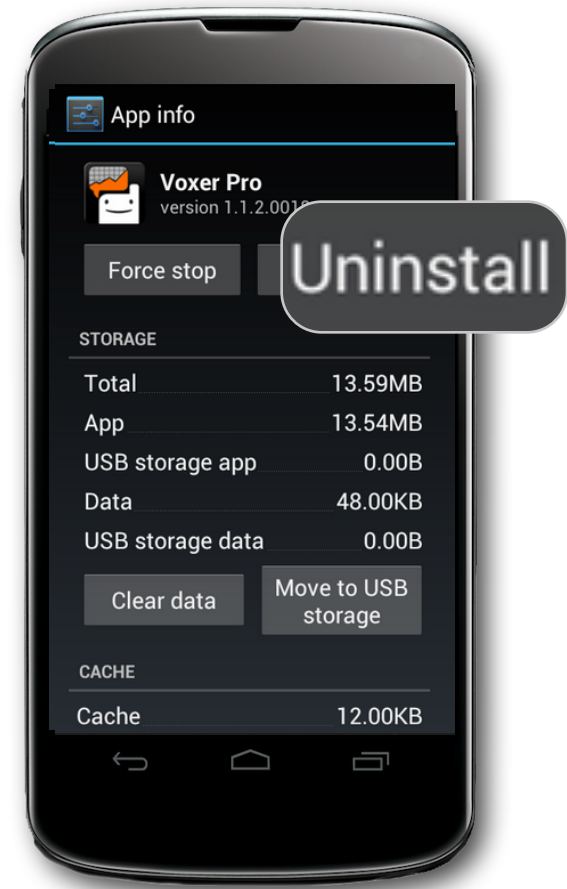 App info
Voxer Pro
version 1.1.2.0019
Force stop
Uninstall
STORAGE
Total 13.59MB
App 13.54MB
USB storage app 0.00B
Data 48.00KB
USB storage data 0.00B
Clear data
Move to USB
storage
CACHE
Cache 12.00KB